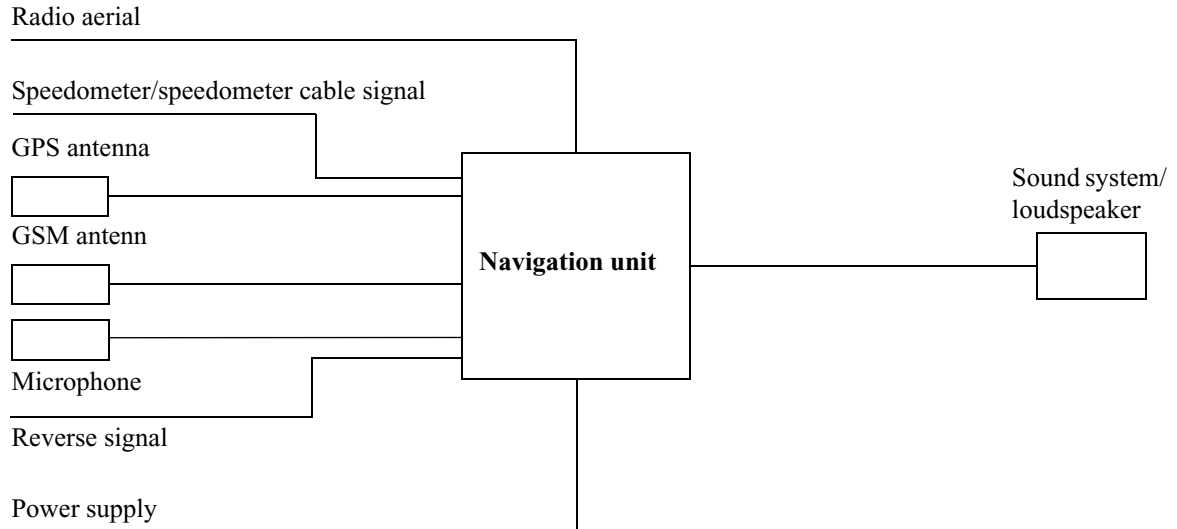 Radio aerial
Speedometer/speedometer cable signal
GPS antenna
GSM antenn
Microphone
Reverse signal
Power supply
Navigation unit
Sound system/
loudspeaker